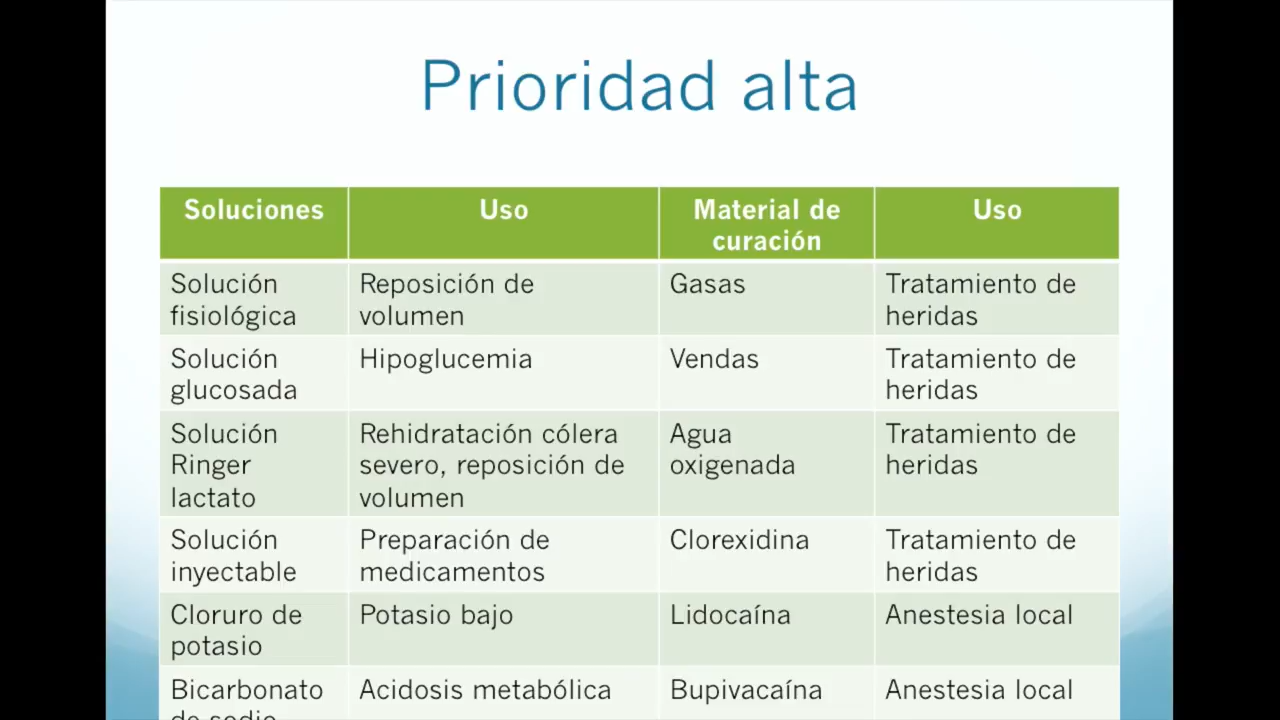 Prioridad alta
Soluciones
Uso
Material de
curación
Uso
Solución
fisiológica
Reposición de
volumen
Gasas
Tratamiento de
heridas
Solución
glucosada
Hipoglucemia
Vendas
Tratamiento de
heridas
Solución
Ringer
lactato
Rehidratación cólera
severo, reposición de
volumen
Agua
oxigenada
Tratamiento de
heridas
Solución
inyectable
Preparación de
medicamentos
Clorexidina
Tratamiento de
heridas
Cloruro de
potasio
Potasio bajo
Lidocaína
Anestesia local
Bicarbonato
de sodio
Acidosis metabólica
Bupivacaína
Anestesia local